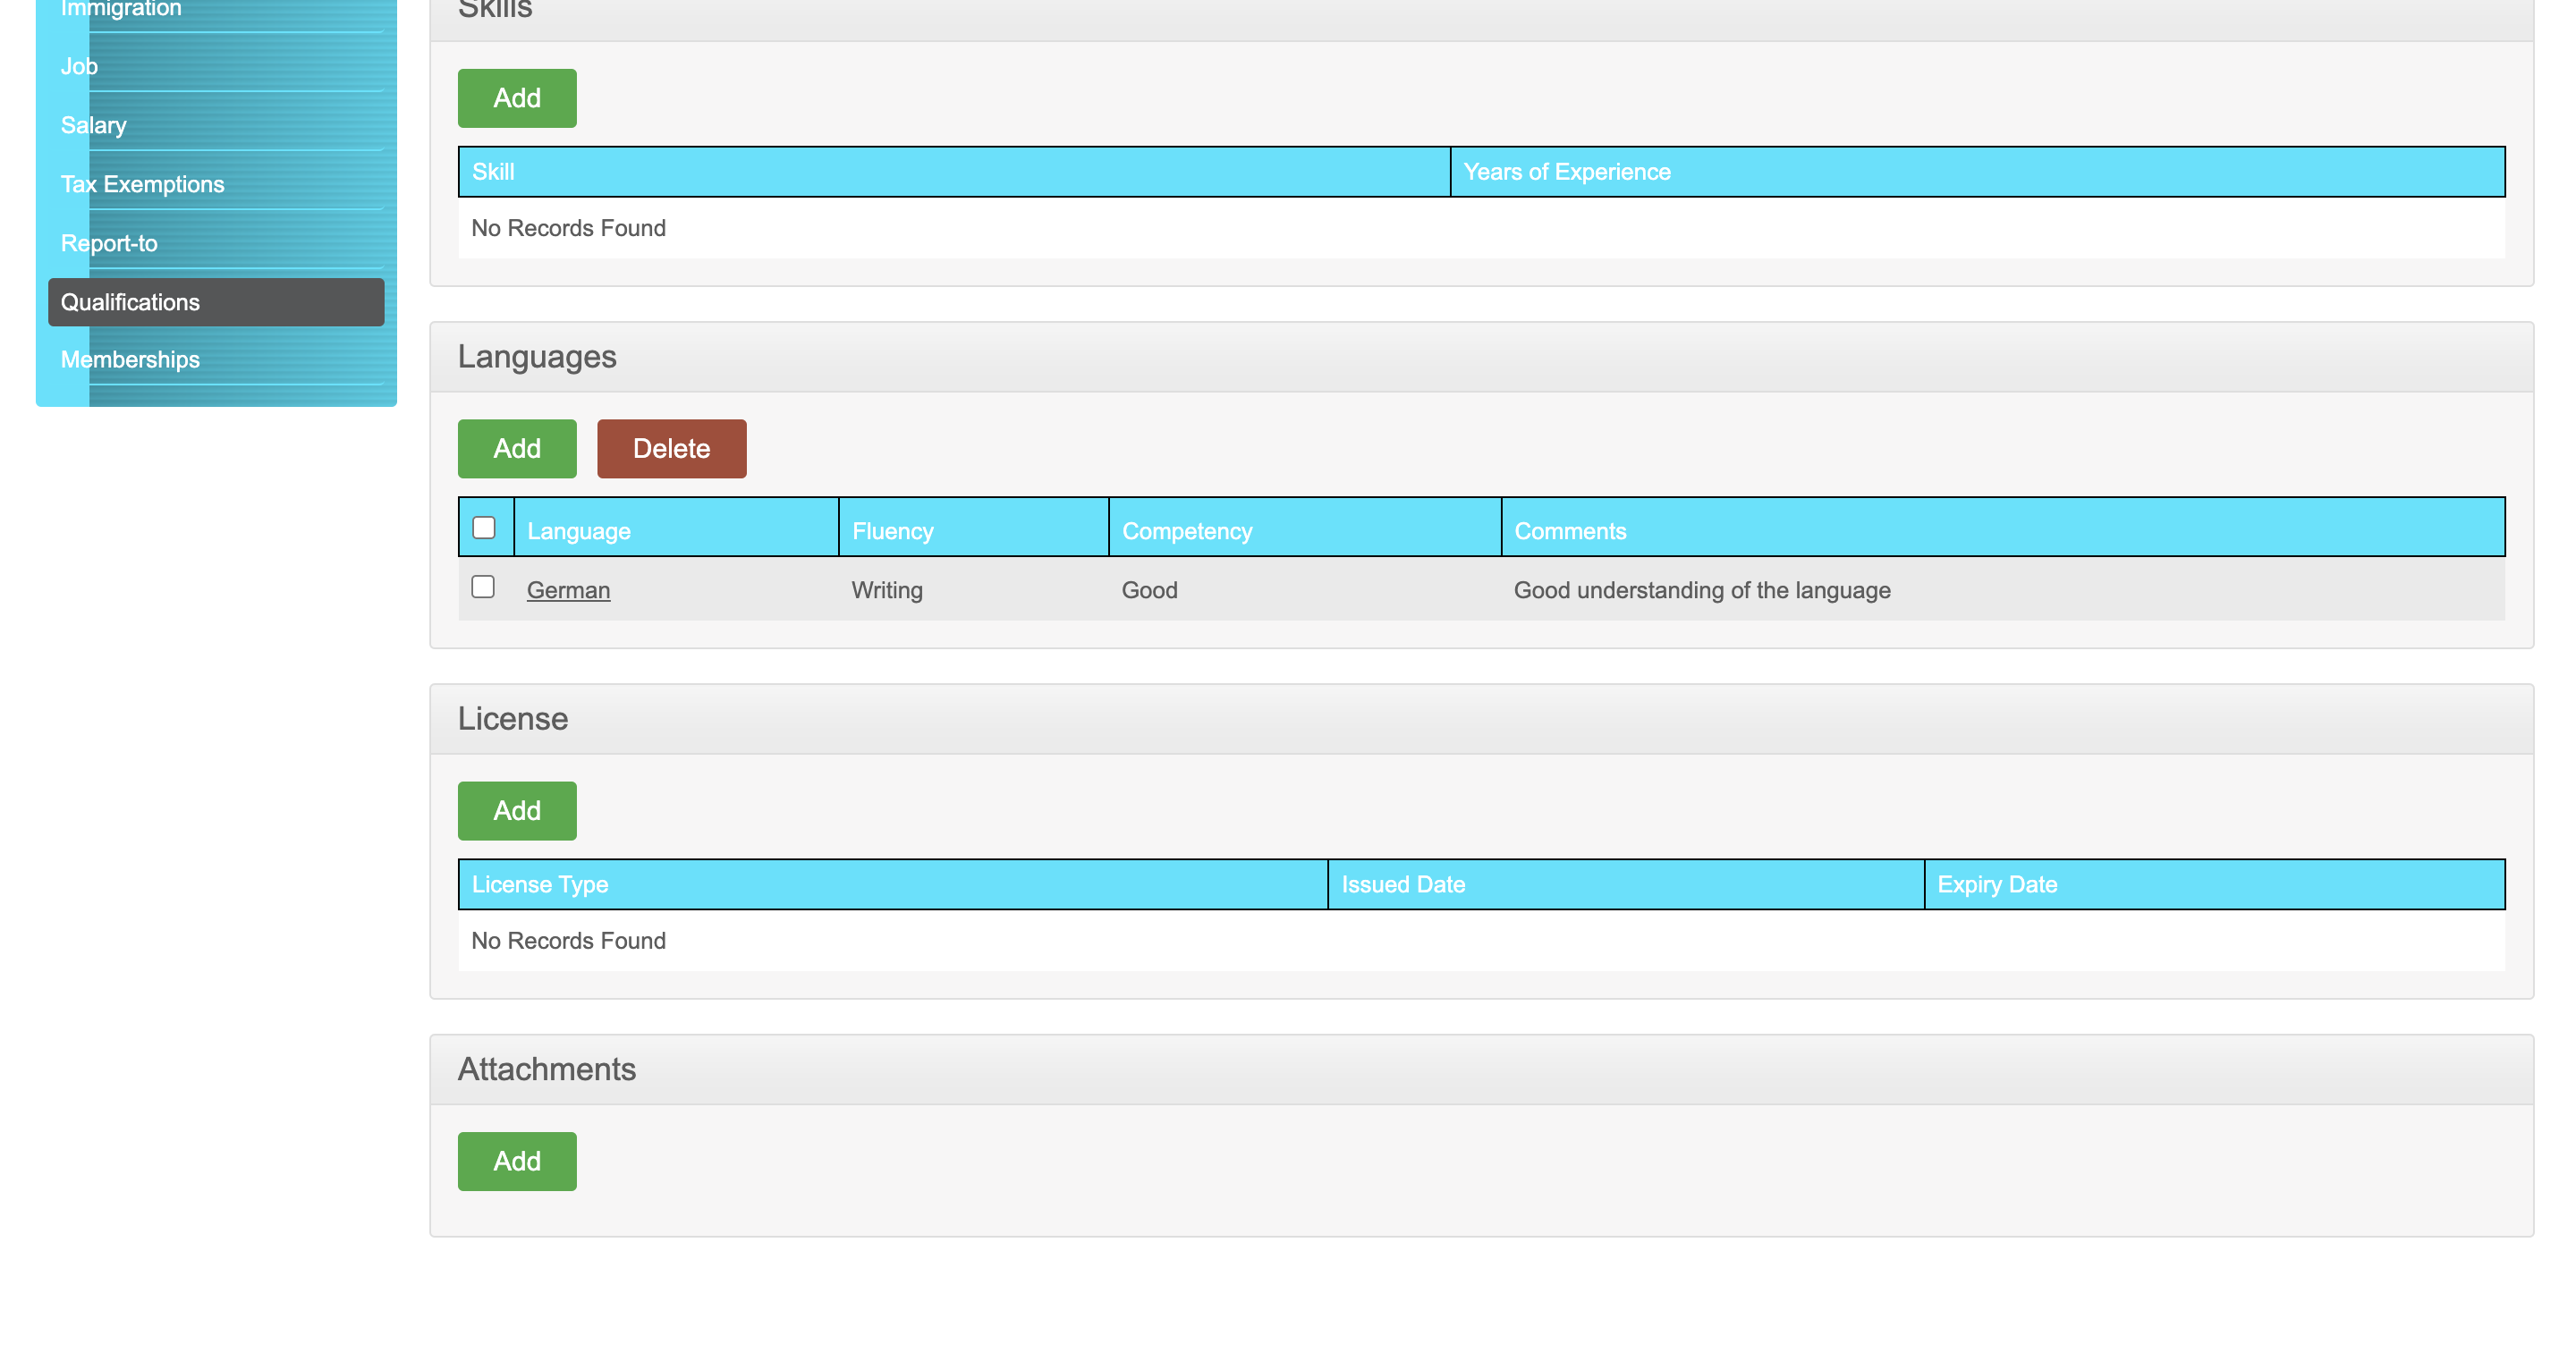 Immigration
Job
Salary
Tax Exemptions
Report-to
Qualifications
Memberships
Skills
Add
Skill Years of Experience
No Records Found
Languages
Add Delete
Language Fluency Competency Comments
German Writing Good Good understanding of the language
License
Add
License Type Issued Date Expiry Date
No Records Found
Attachments
Add